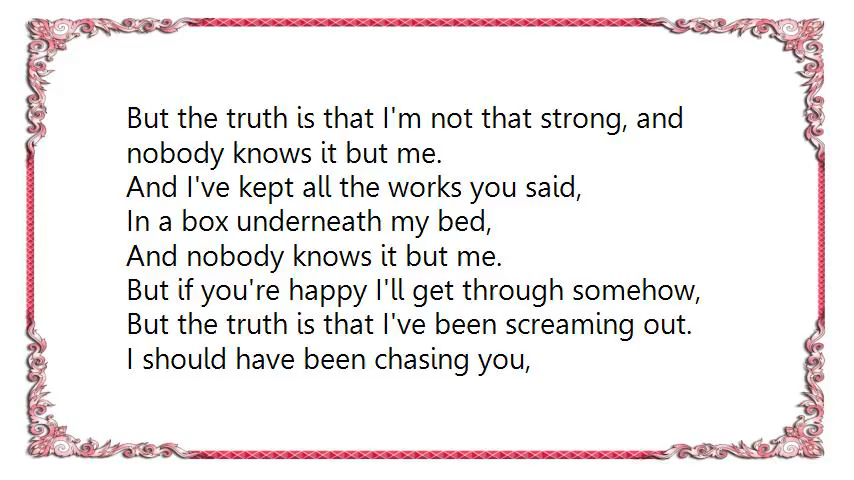 But the truth is that I'm not that strong, and
nobody knows it but me.
And I've kept all the works you said,
In a box underneath my bed,
And nobody knows it but me.
But if you're happy I'll get through somehow,
But the truth is that I've been screaming out.
I should have been chasing you,